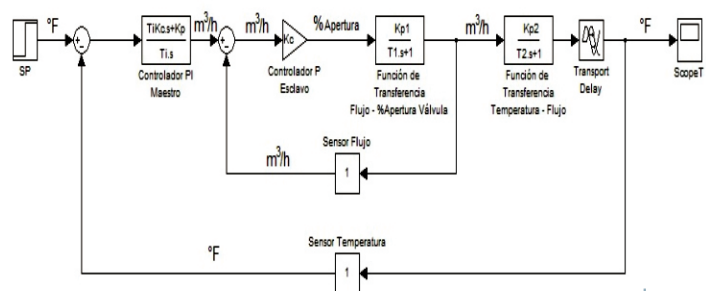 °F
m³/h
m³/h
%Apertura
m³/h
°F
SP
TiKc.s+Kp
Ti.s
Controlador PI
Maestro
Kc
Controlador P
Esclavo
Kp1
T1.s+1
Función de
Transferencia
Flujo - %Apertura Válvula
Kp2
T2.s+1
Función de
Transferencia
Temperatura - Flujo
Transport
Delay
ScopeT
Sensor Flujo
1
m³/h
°F
Sensor Temperatura
1